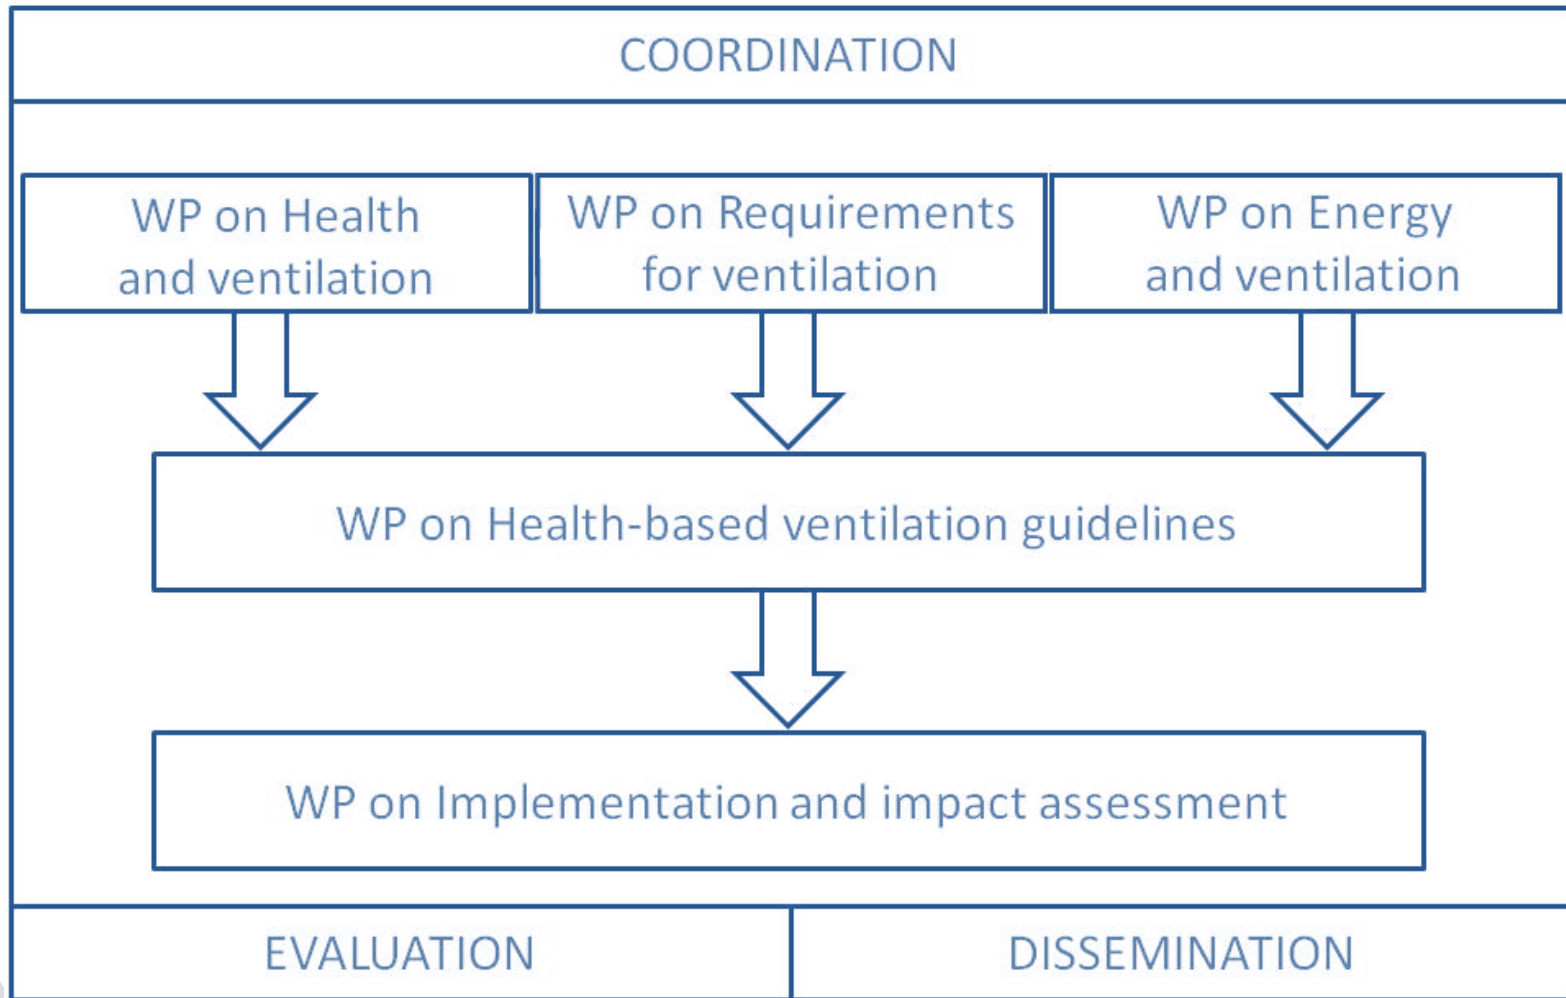 COORDINATION
WP on Health
and ventilation
WP on Requirements
for ventilation
WP on Energy
and ventilation
WP on Health-based ventilation guidelines
WP on Implementation and impact assessment
EVALUATION
DISSEMINATION